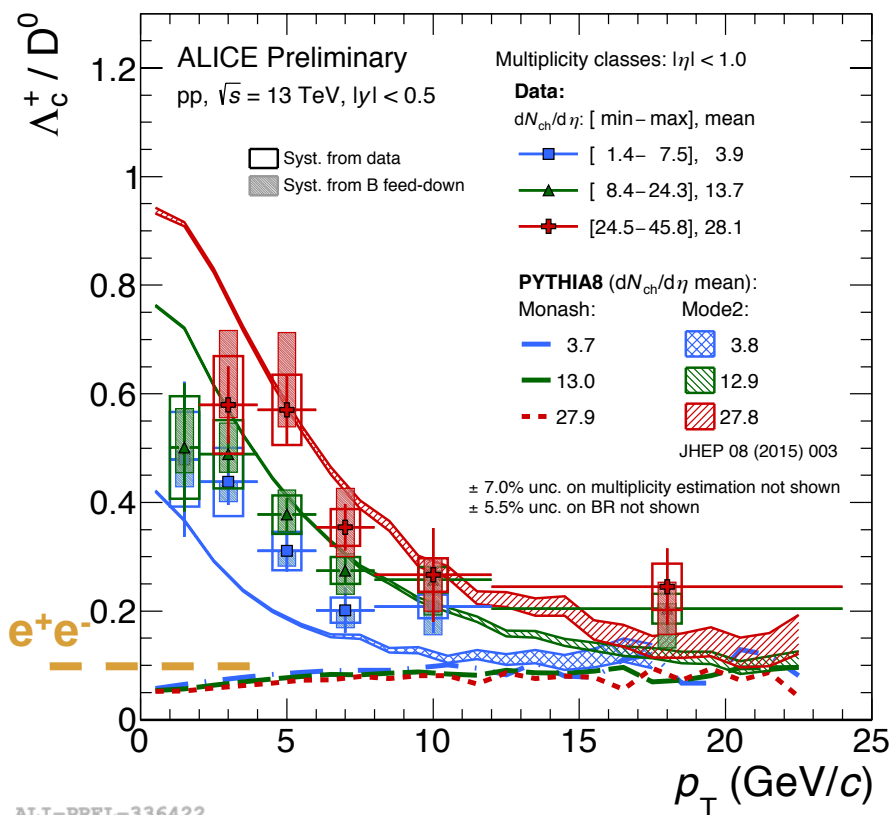 Λc+ / D0
ALICE Preliminary
pp, √s = 13 TeV, |y| < 0.5
Syst. from data
Syst. from B feed-down
Multiplicity classes: |η| < 1.0
Data:
dNch/dη: [ min − max], mean
[ 1.4 − 7.5], 3.9
[ 8.4 − 24.3], 13.7
[24.5 − 45.8], 28.1
PYTHIA8 (dNch/dη mean):
Monash: Mode2:
3.7 3.8
13.0 12.9
27.9 27.8
JHEP 08 (2015) 003
± 7.0% unc. on multiplicity estimation not shown
± 5.5% unc. on BR not shown
e+e-
1.2
1
0.8
0.6
0.4
0.2
0
0 5 10 15 20 25
pT (GeV/c)
ALI-PREL-336422